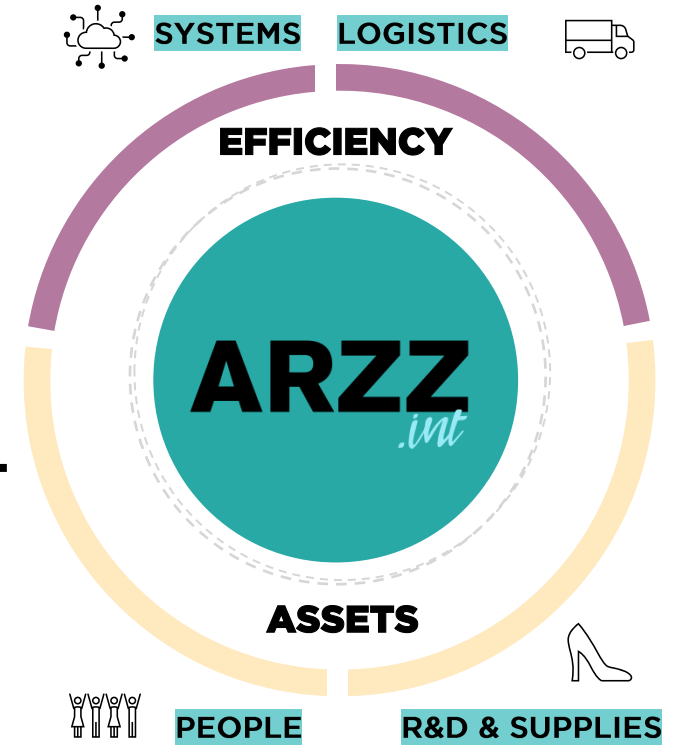 SYSTEMS
LOGISTICS
EFFICIENCY
ARZZ
.int
ASSETS
PEOPLE
R&D & SUPPLIES